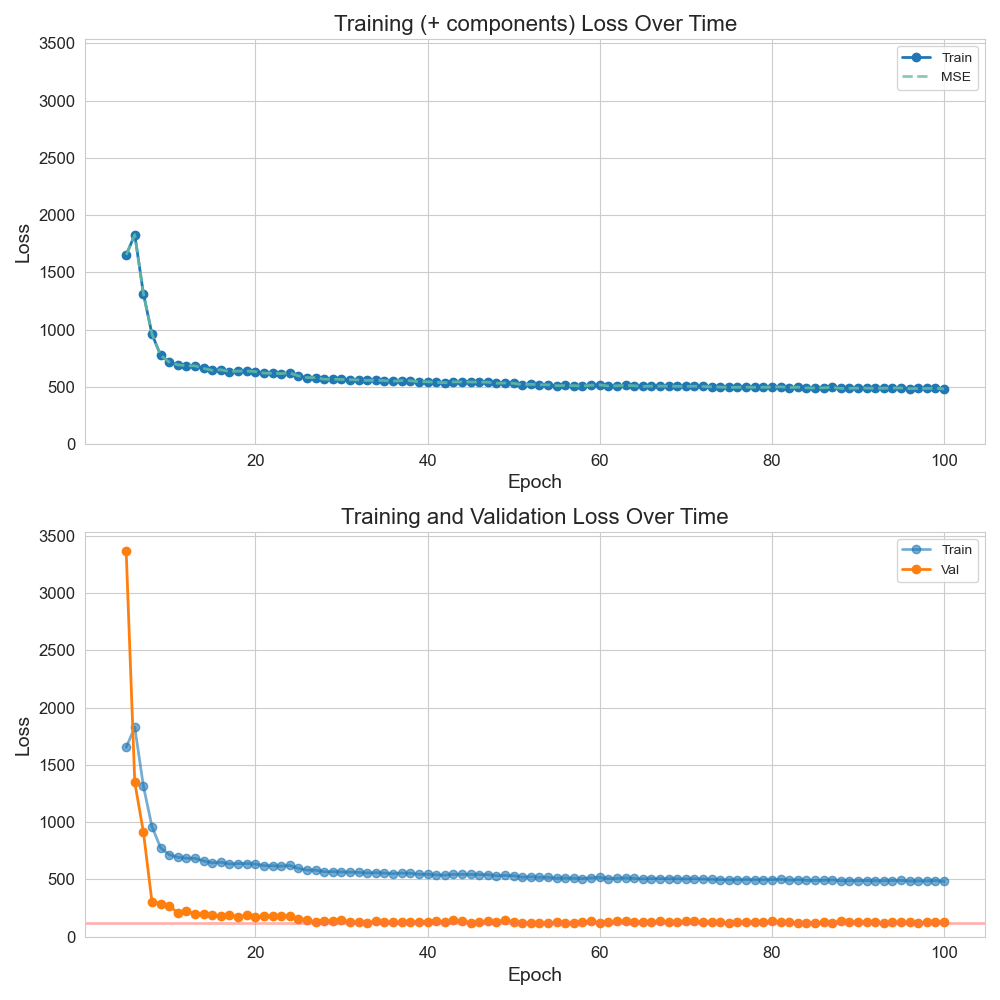 Training (+ components) Loss Over Time
3500
3000
2500
2000
1500
1000
500
0
Loss
Train
MSE
20
40
60
80
100
Epoch
Training and Validation Loss Over Time
3500
3000
2500
2000
1500
1000
500
0
Loss
Train
Val
20
40
60
80
100
Epoch